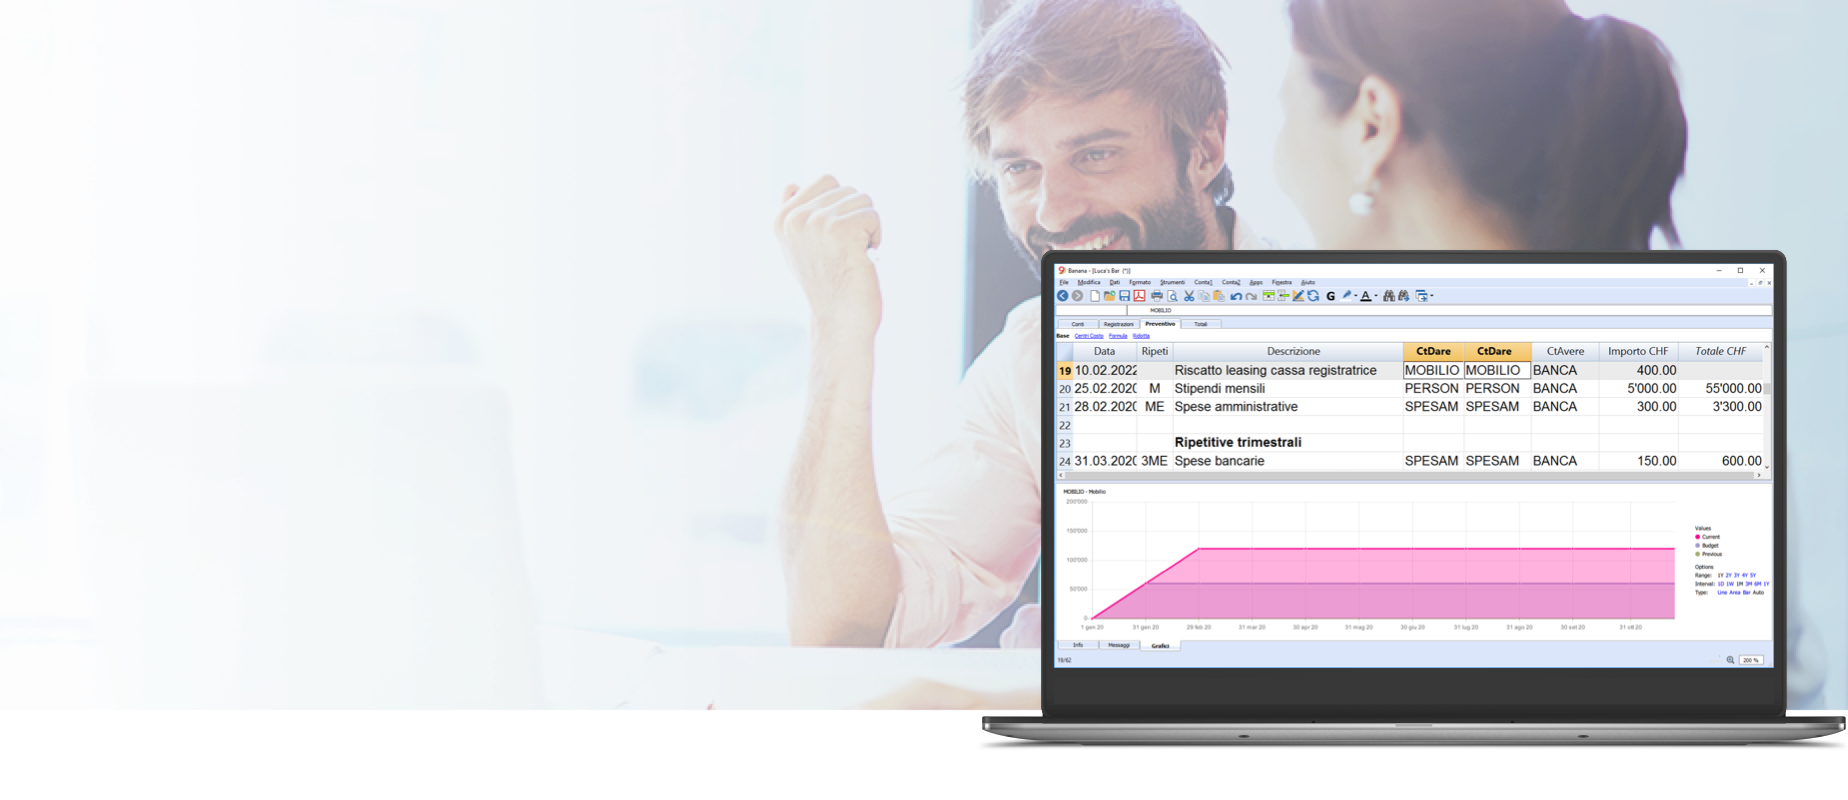 Banana - [Luca's Bar (*)]
File Modifica Dati Formato Strumenti Conta1 Conta2 Apps Finestra Aiuto
G A
MOBILIO
Conti Registrazioni Preventivo Totali
Base Centri Costo Formula Ridotta
Data Ripeti Descrizione CtDare CtDare CtAvere Importo CHF Totale CHF
19 10.02.2022 Riscatto leasing cassa registratrice MOBILIO MOBILIO BANCA 400.00
20 25.02.2020 M Stipendi mensili PERSON PERSON BANCA 5'000.00 55'000.00
21 28.02.2020 ME Spese amministrative SPESAM SPESAM BANCA 300.00 3'300.00
22
23 Ripetitive trimestrali
24 31.03.2020 3ME Spese bancarie SPESAM SPESAM BANCA 150.00 600.00
MOBILIO - Mobilio
200'000
150'000
100'000
50'000
0
1 gen 20 31 gen 20 29 feb 20 31 mar 20 30 apr 20 31 mag 20 30 giu 20 31 lug 20 31 ago 20 30 set 20 31 ott 20
Values
Current
Budget
Previous
Options
Range: 1Y 2Y 3Y 4Y 5Y
Interval: 1D 1W 1M 3M 6M 1Y
Type: Line Area Bar Auto
Info Messaggi Grafici
19/62
200 %